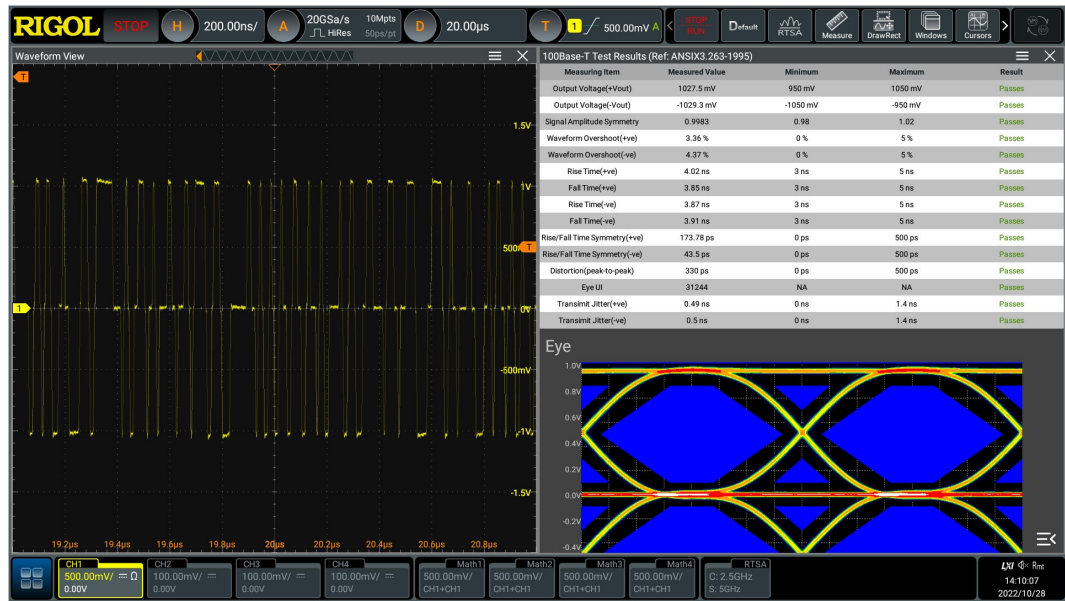 RIGOL STOP H 200.00ns/ A 20GSa/s 10Mpts HiRes 50ps/pt D 20.00μs T 1 500.00mV A STOP RUN Default RTSA Measure DrawRect Windows Cursors
Waveform View
T
1.5V
1V
500 T
1 0V
-500mV
-1V
-1.5V
19.2μs 19.4μs 19.6μs 19.8μs 20μs 20.2μs 20.4μs 20.6μs 20.8μs
100Base-T Test Results (Ref: ANSIX3.263-1995)
Measuring Item Measured Value Minimum Maximum Result
Output Voltage(+Vout) 1027.5 mV 950 mV 1050 mV Passes
Output Voltage(-Vout) -1029.3 mV -1050 mV -950 mV Passes
Signal Amplitude Symmetry 0.9983 0.98 1.02 Passes
Waveform Overshoot(+ve) 3.36 % 0 % 5 % Passes
Waveform Overshoot(-ve) 4.37 % 0 % 5 % Passes
Rise Time(+ve) 4.02 ns 3 ns 5 ns Passes
Fall Time(+ve) 3.85 ns 3 ns 5 ns Passes
Rise Time(-ve) 3.87 ns 3 ns 5 ns Passes
Fall Time(-ve) 3.91 ns 3 ns 5 ns Passes
Rise/Fall Time Symmetry(+ve) 173.78 ps 0 ps 500 ps Passes
Rise/Fall Time Symmetry(-ve) 43.5 ps 0 ps 500 ps Passes
Distortion(peak-to-peak) 330 ps 0 ps 500 ps Passes
Eye UI 31244 NA NA Passes
Transimit Jitter(+ve) 0.49 ns 0 ns 1.4 ns Passes
Transimit Jitter(-ve) 0.5 ns 0 ns 1.4 ns Passes
Eye
1.0V
0.8V
0.6V
0.4V
0.2V
0.0V
-0.2V
-0.4V
CH1 CH2 CH3 CH4 Math1 Math2 Math3 Math4 RTSA
500.00mV/ Ω 100.00mV/ 100.00mV/ 100.00mV/ 500.00mV/ 500.00mV/ 500.00mV/ 500.00mV/ C: 2.5GHz
0.00V 0.00V 0.00V 0.00V CH1+CH1 CH1+CH1 CH1+CH1 CH1+CH1 S: 5GHz
LXI Rmt
14:10:07
2022/10/28